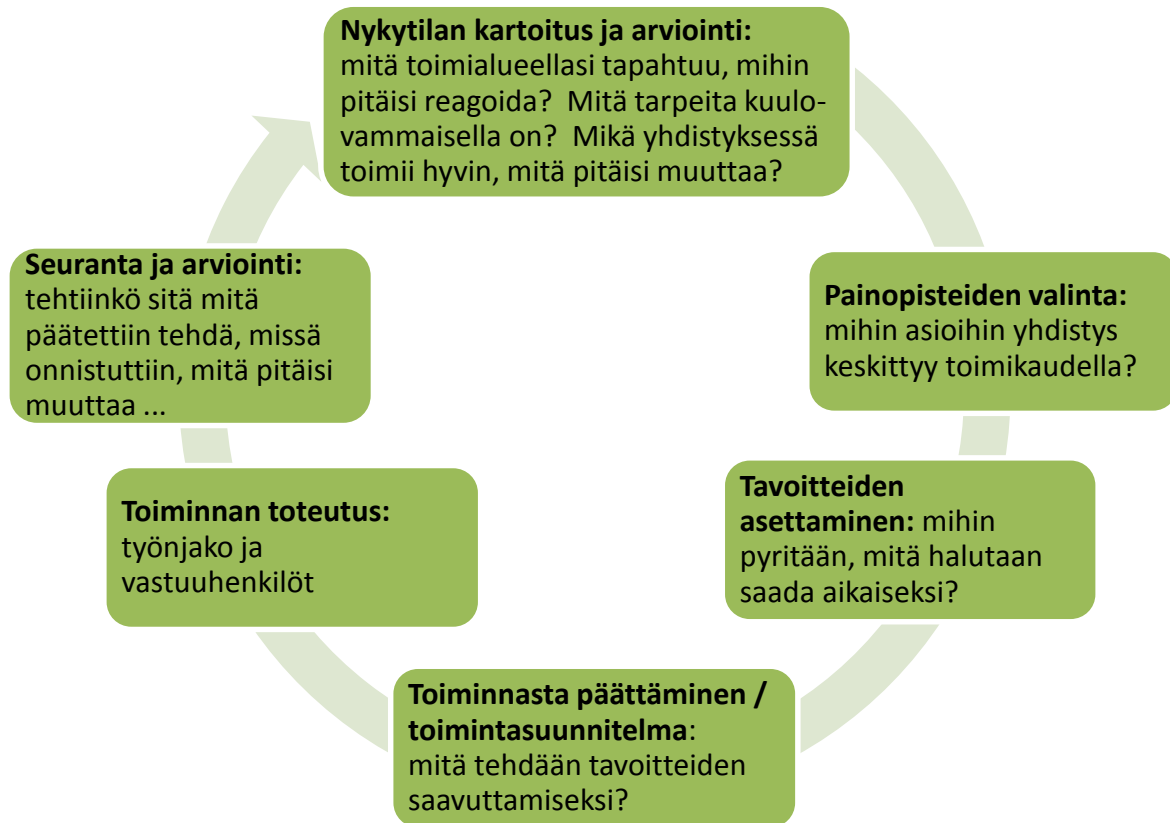 Nykytilan kartoitus ja arviointi:
mitä toimialueellasi tapahtuu, mihin
pitäisi reagoida? Mitä tarpeita kuulo-
vammaisella on? Mikä yhdistyksessä
toimii hyvin, mitä pitäisi muuttaa?
Painopisteiden valinta:
mihin asioihin yhdistys
keskittyy toimikaudella?
Tavoitteiden
asettaminen: mihin
pyritään, mitä halutaan
saada aikaiseksi?
Toiminnasta päättäminen /
toimintasuunnitelma:
mitä tehdään tavoitteiden
saavuttamiseksi?
Toiminnan toteutus:
työnjako ja
vastuuhenkilöt
Seuranta ja arviointi:
tehtiinkö sitä mitä
päätettiin tehdä, missä
onnistuttiin, mitä pitäisi
muuttaa ...